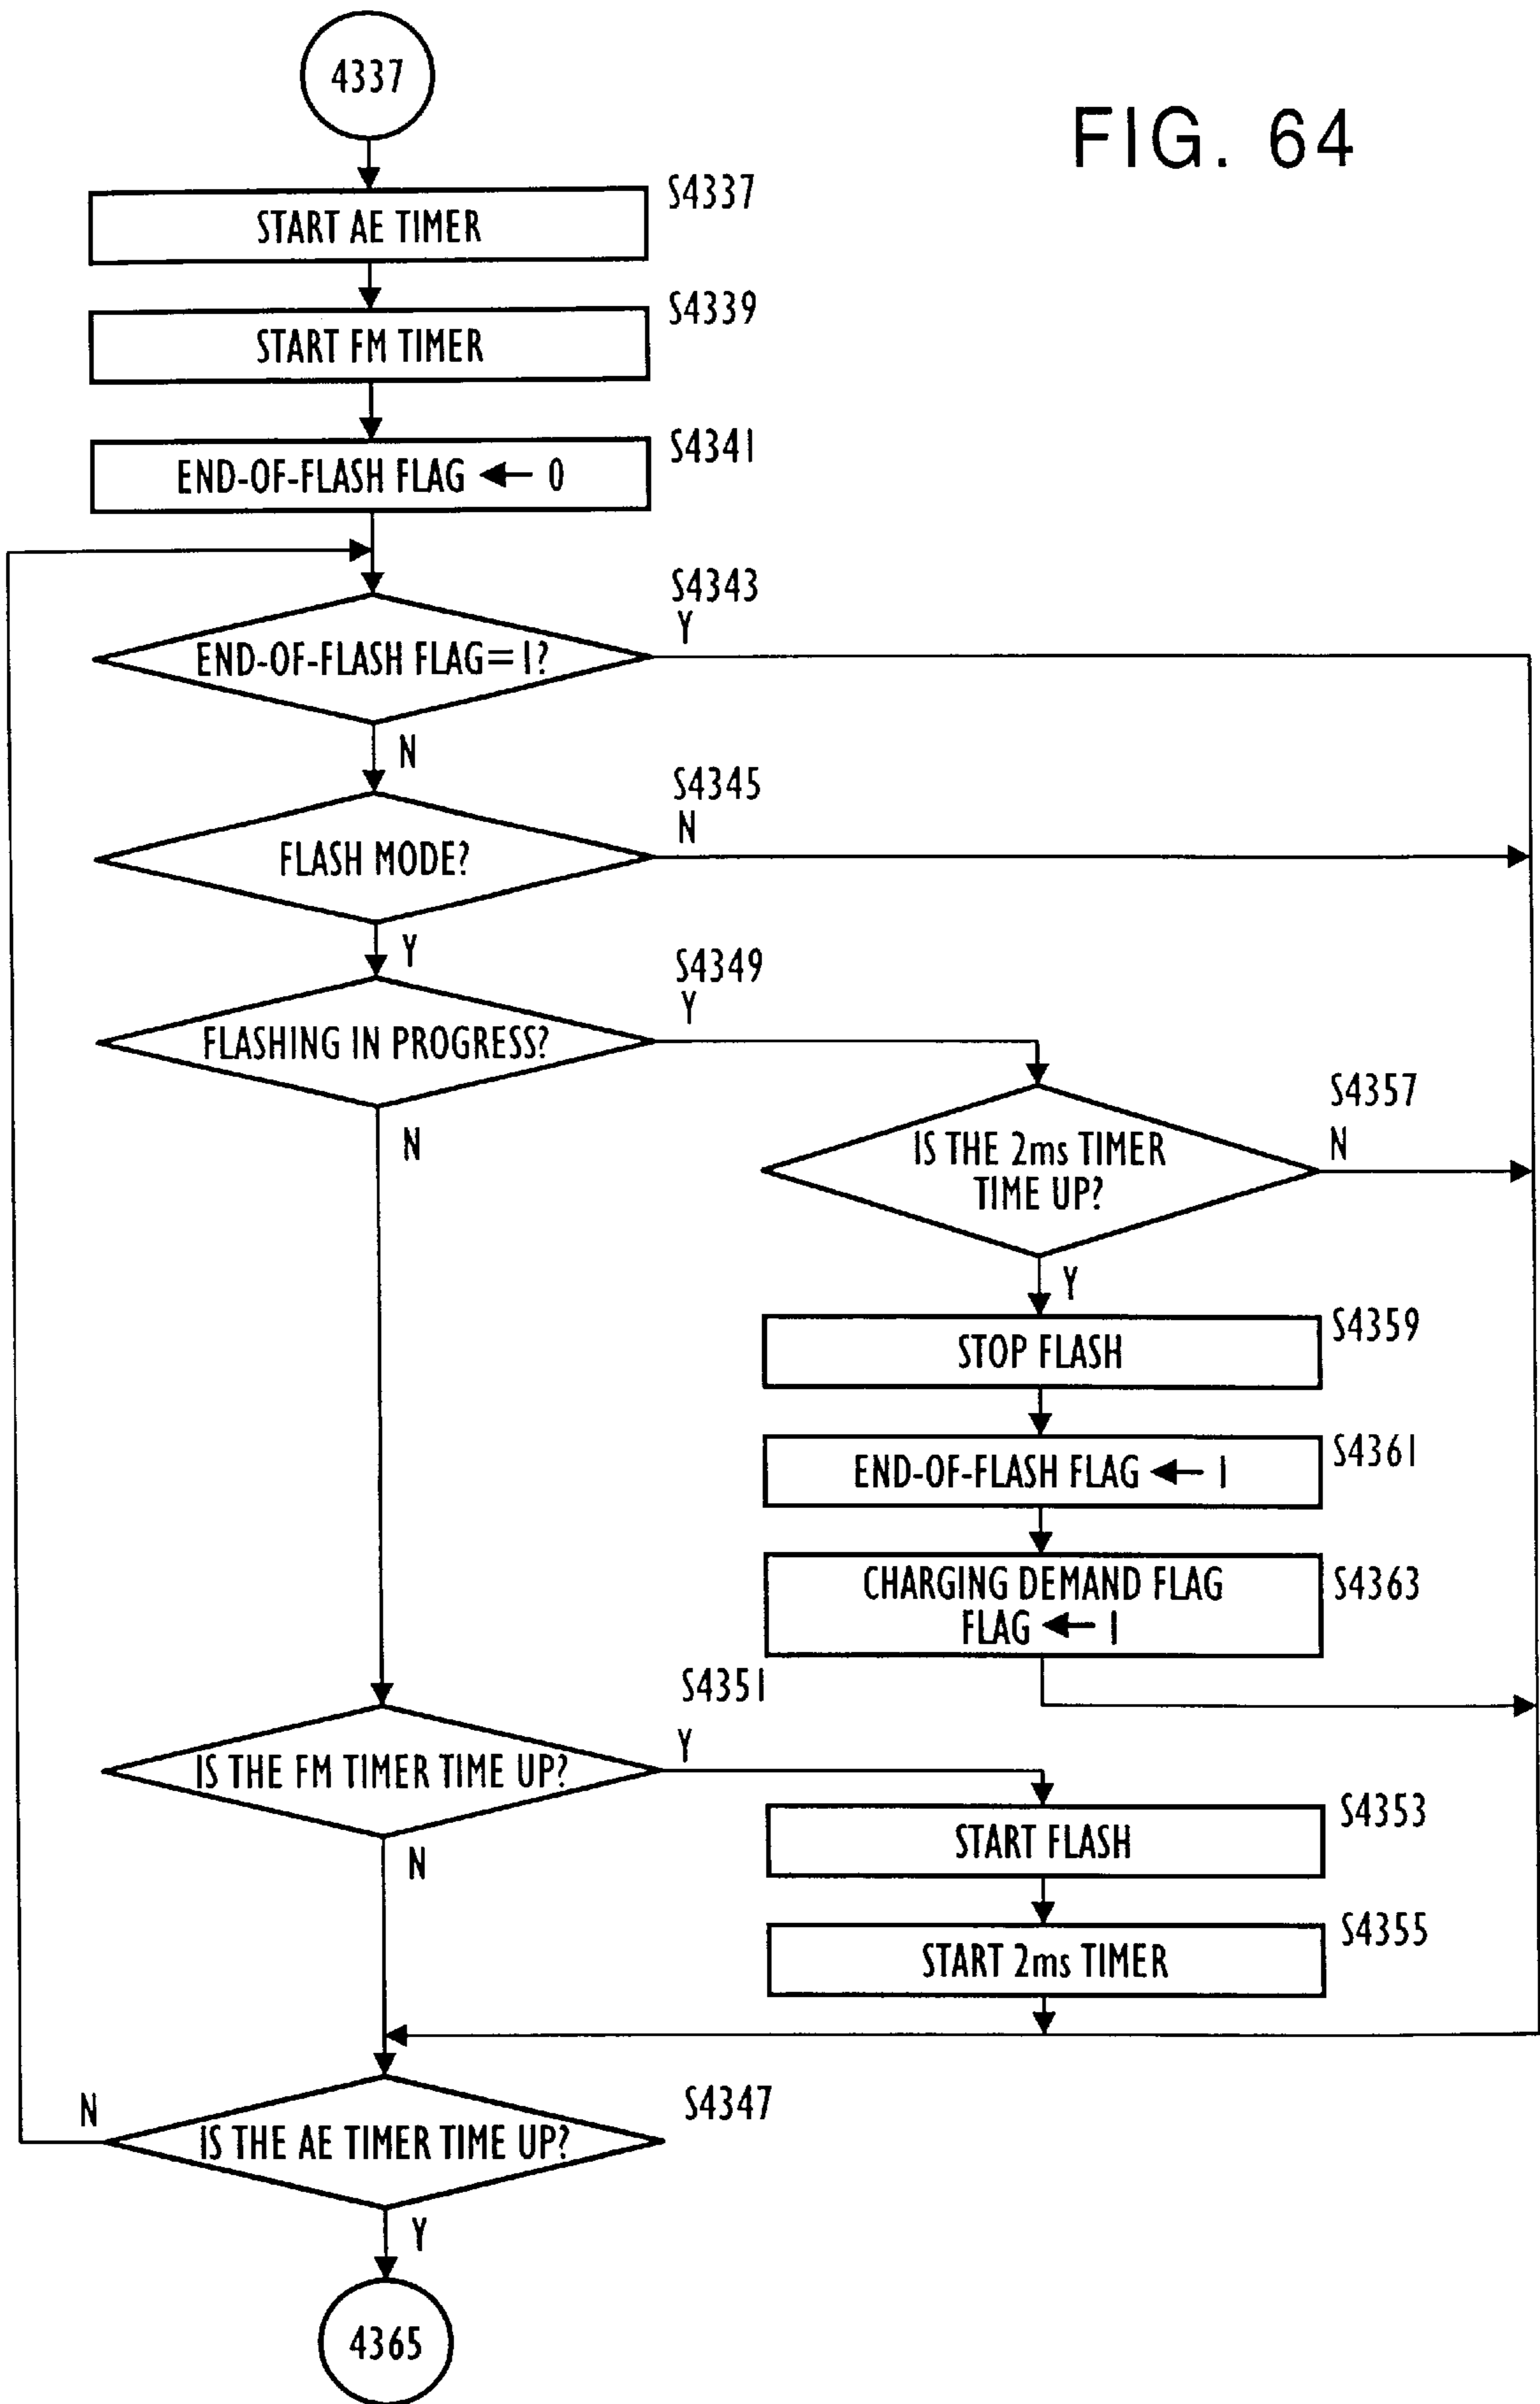 4337
FIG. 64
S4337
START AE TIMER
S4339
START FM TIMER
S4341
END-OF-FLASH FLAG ← 0
S4343
Y
END-OF-FLASH FLAG=1?
N
S4345
N
FLASH MODE?
Y
S4349
Y
FLASHING IN PROGRESS?
N
S4357
N
IS THE 2ms TIMER
TIME UP?
Y
S4359
STOP FLASH
S4361
END-OF-FLASH FLAG ← 1
S4363
CHARGING DEMAND FLAG
FLAG ← 1
S4351
Y
IS THE FM TIMER TIME UP?
N
S4353
START FLASH
S4355
START 2ms TIMER
S4347
N
IS THE AE TIMER TIME UP?
Y
4365